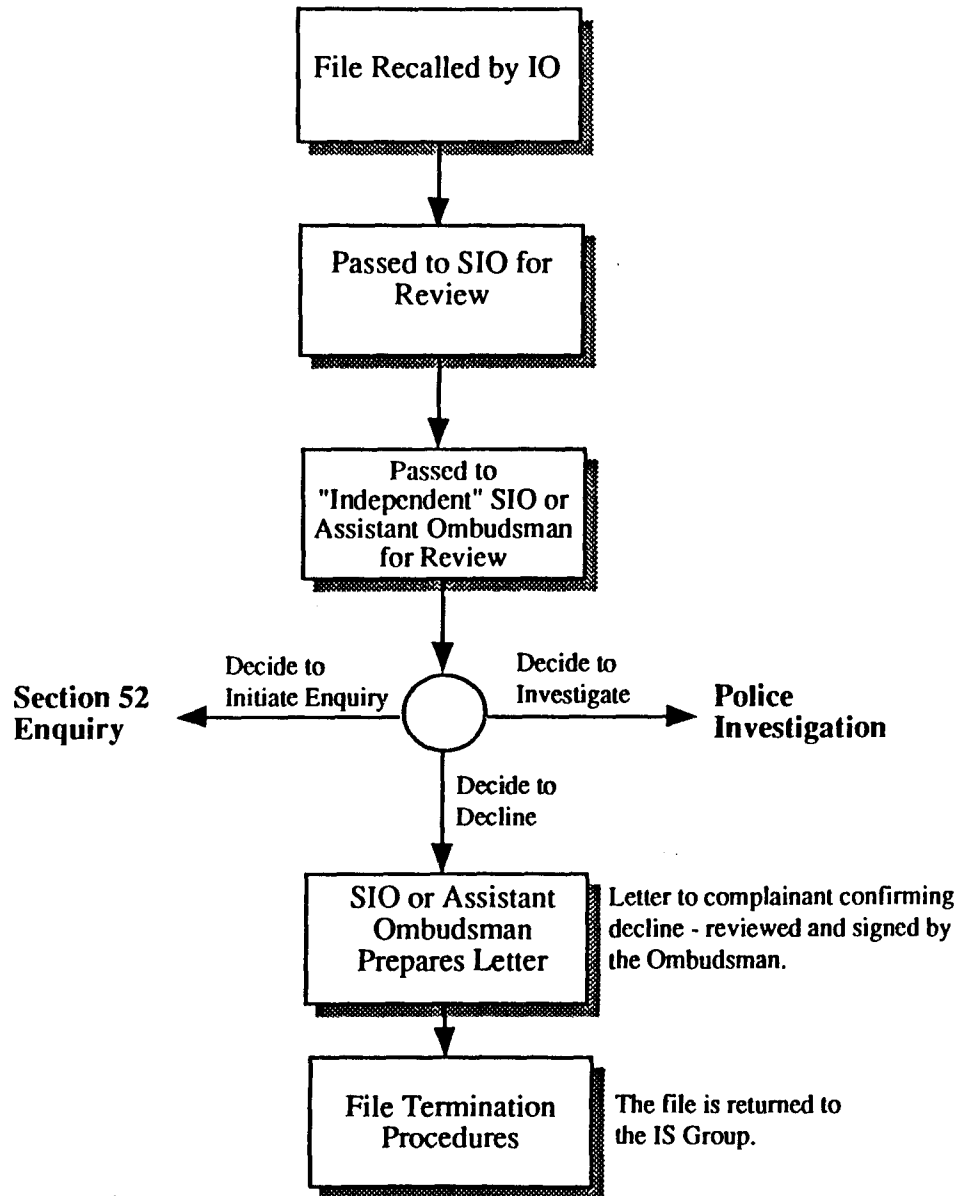 File Recalled by IO
Passed to SIO for
Review
Passed to
"Independent" SIO or
Assistant Ombudsman
for Review
Decide to
Initiate Enquiry
Decide to
Investigate
Section 52
Enquiry
Police
Investigation
Decide to
Decline
SIO or Assistant
Ombudsman
Prepares Letter
Letter to complainant confirming
decline - reviewed and signed by
the Ombudsman.
File Termination
Procedures
The file is returned to
the IS Group.